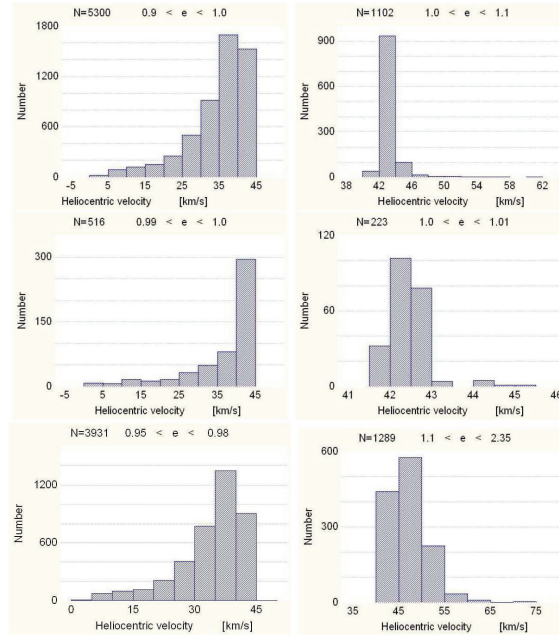 N=5300 0.9 < e < 1.0
Number
1800
1200
600
0
-5 5 15 25 35 45
Heliocentric velocity [km/s]
N=1102 1.0 < e < 1.1
Number
900
600
300
0
38 42 46 50 54 58 62
Heliocentric velocity [km/s]
N=516 0.99 < e < 1.0
Number
300
150
0
-5 5 15 25 35 45
Heliocentric velocity [km/s]
N=223 1.0 < e < 1.01
Number
120
60
0
41 42 43 44 45 46
Heliocentric velocity [km/s]
N=3931 0.95 < e < 0.98
Number
1200
600
0
0 15 30 45
Heliocentric velocity [km/s]
N=1289 1.1 < e < 2.35
Number
600
300
0
35 45 55 65 75
Heliocentric velocity [km/s]